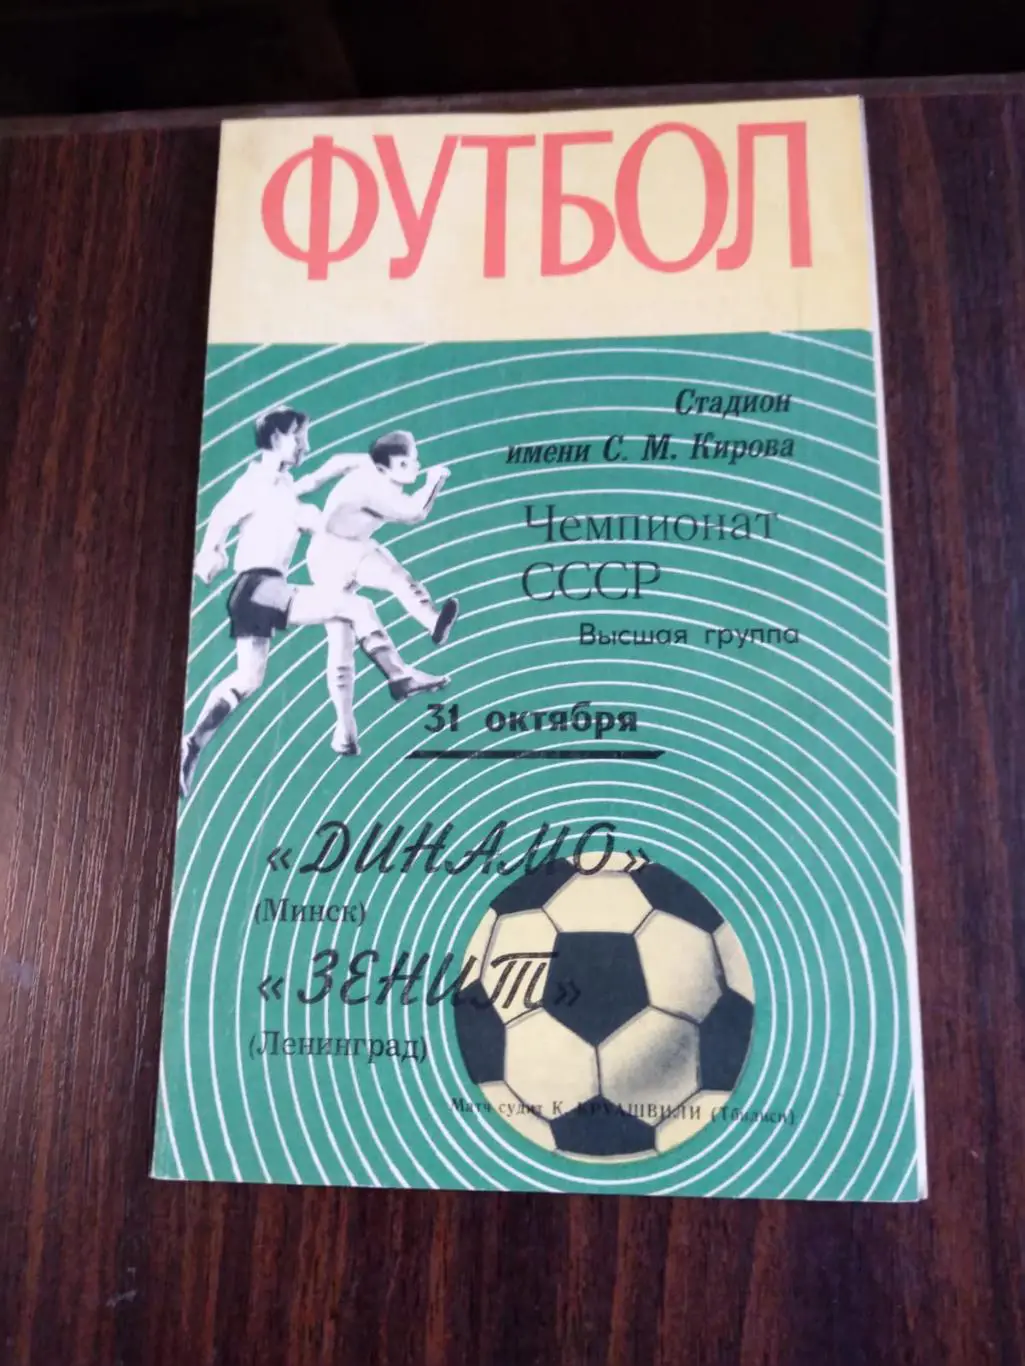 ФУТБОЛ
Стадион
имени С. М. Кирова
Чемпионат
СССР
Высшая группа
31 октября
«ДИНАМО»
(Минск)
«ЗЕНИТ»
(Ленинград)
Матч судит К. КРУАШВИЛИ (Тбилиси)